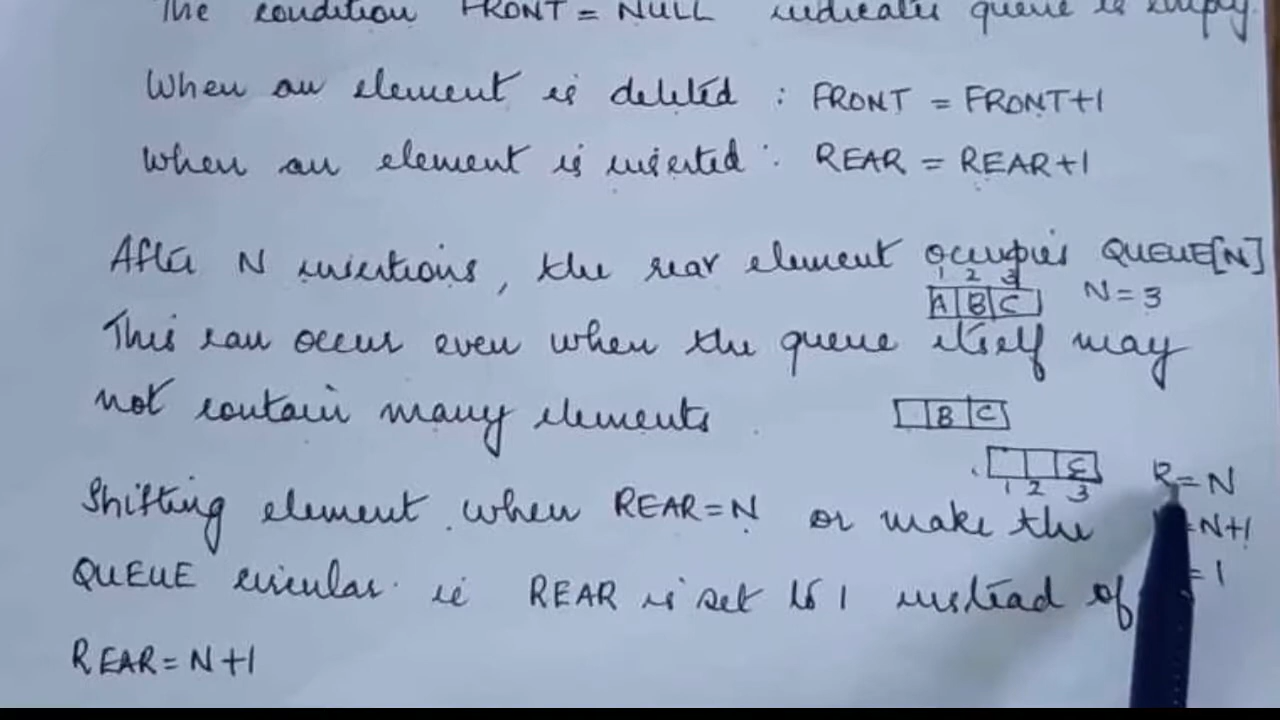 The condition FRONT = NULL indicates queue is empty.
When an element is deleted : FRONT = FRONT+1
When an element is inserted : REAR = REAR+1
After N insertions, the rear element occupies QUEUE[N]
1 2 3
A B C N=3
This can occur even when the queue itself may
not contain many elements.
B C
C
1 2 3
R=N
Shifting element when REAR=N or make the
=N+1
QUEUE circular ie REAR is set to 1 instead of
=1
REAR=N+1